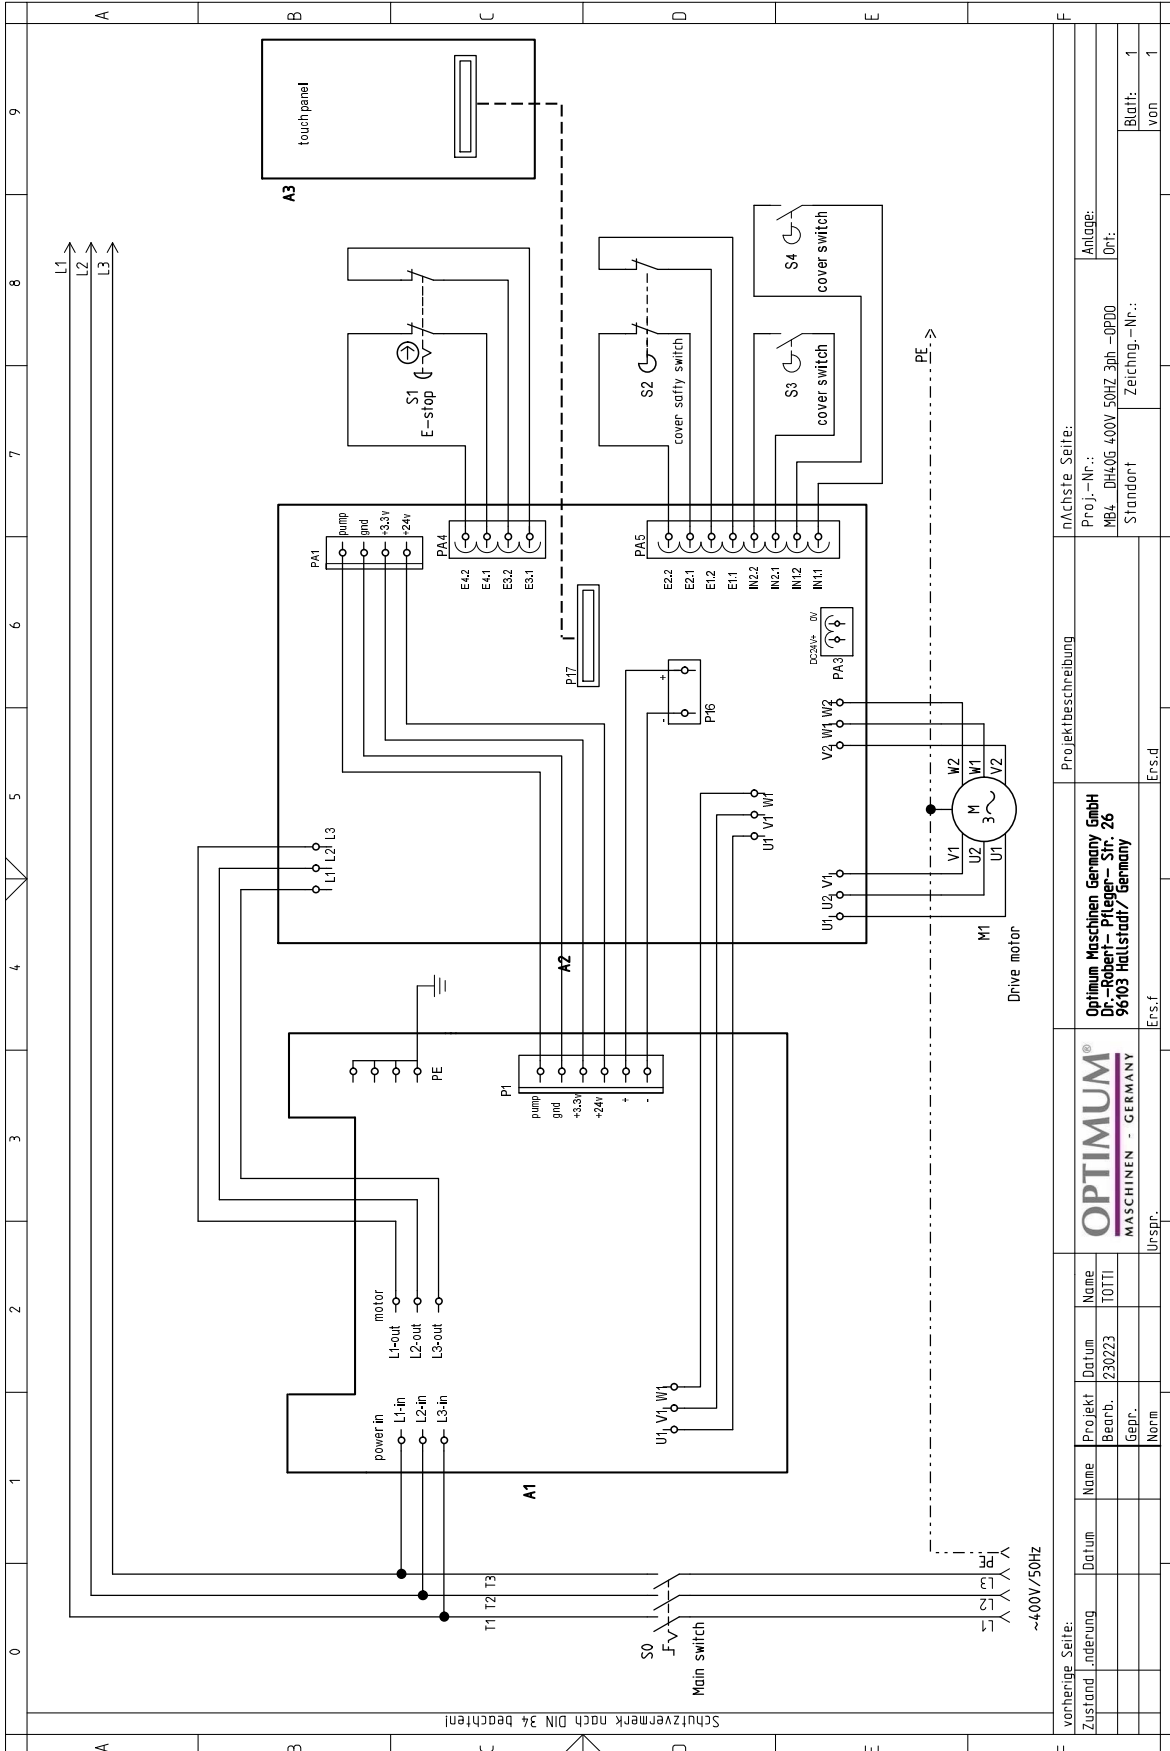 0 1 2 3 4 5 6 7 8 9
A
B
C
D
E
F
A
B
C
D
E
F
Schutzvermerk nach DIN 34 beachten!
L1
L2
L3
A3
touchpanel
S1
E-stop
S2
cover safty switch
S3
cover switch
S4
cover switch
PE
PA1
pump
gnd
+3.3v
+24v
PA4
E4.2
E4.1
E3.2
E3.1
PA5
E2.2
E2.1
E1.2
E1.1
IN2.2
IN2.1
IN1.2
IN1.1
P17
P16
+
-
DC24V+ 0V
PA3
L1 L2 L3
U1 V1 W1
V2 W1 W2
U1 U2 V1
A2
W2
W1
V2
M
3~
V1
U2
U1
M1
Drive motor
PE
P1
pump
gnd
+3.3v
+24v
+
-
motor
L1-out
L2-out
L3-out
power in
L1-in
L2-in
L3-in
U1 V1 W1
A1
T1 T2 T3
S0
Main switch
L1
L2
L3
PE
~400V/50Hz
vorherige Seite:
Zustand
.nderung
Datum
Name
Projekt
Datum
Name
Bearb.
230223
TOTTI
Gepr.
Norm
Urspr.
OPTIMUM®
MASCHINEN - GERMANY
Ers.f
Optimum Maschinen Germany GmbH
Dr.-Robert- Pfleger- Str. 26
96103 Hallstadt/ Germany
Ers.d
Projektbeschreibung
nAchste Seite:
Proj.-Nr.:
MB4 DH40G 400V 50HZ 3ph -OPDO
Standort
Zeichng.-Nr.:
Anlage:
Ort:
Blatt: 1
von 1